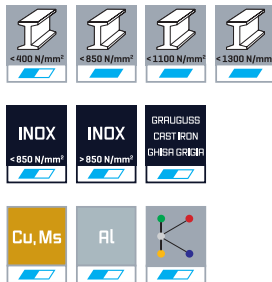 <400 N/mm² <850 N/mm² <1100 N/mm² <1300 N/mm²
INOX INOX GRAUGUSS
CAST IRON
GHISA GRIGIA
<850 N/mm² >850 N/mm²
Cu, Ms Al